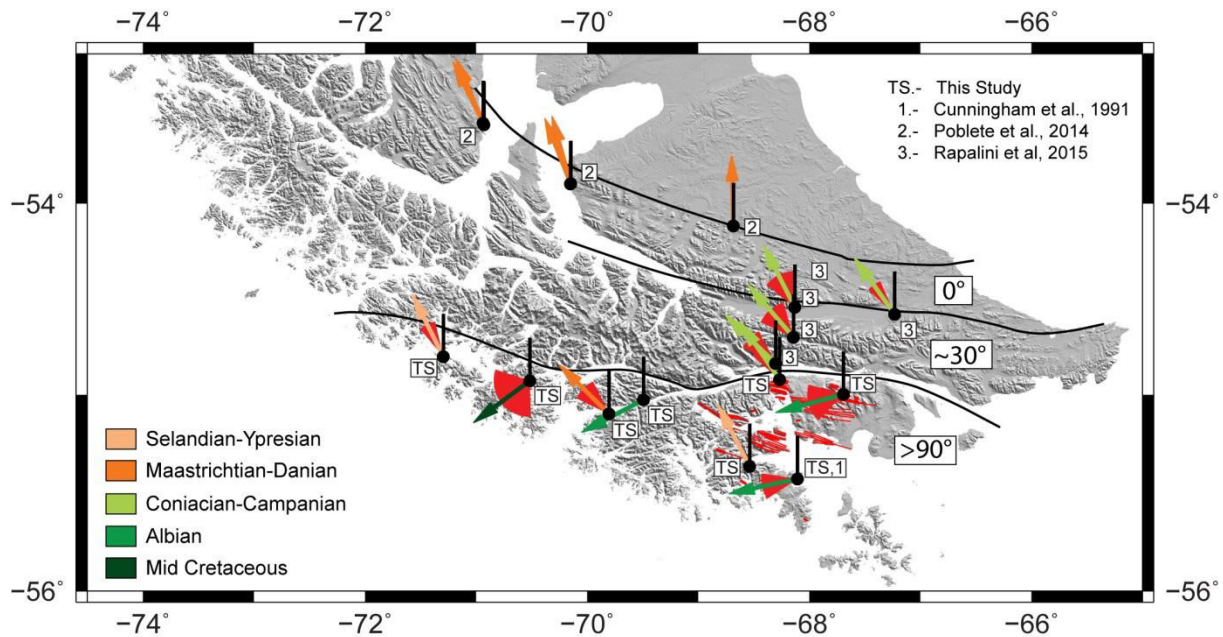 −74° −72° −70° −68° −66°
TS.- This Study
1.- Cunningham et al., 1991
2.- Poblete et al., 2014
3.- Rapalini et al, 2015
2
2
−54° −54°
2
3
0°
3
3
~30°
3
TS
TS
TS
TS
TS
TS
>90°
TS
TS,1
Selandian-Ypresian
Maastrichtian-Danian
Coniacian-Campanian
Albian
Mid Cretaceous
−56° −56°
−74° −72° −70° −68° −66°